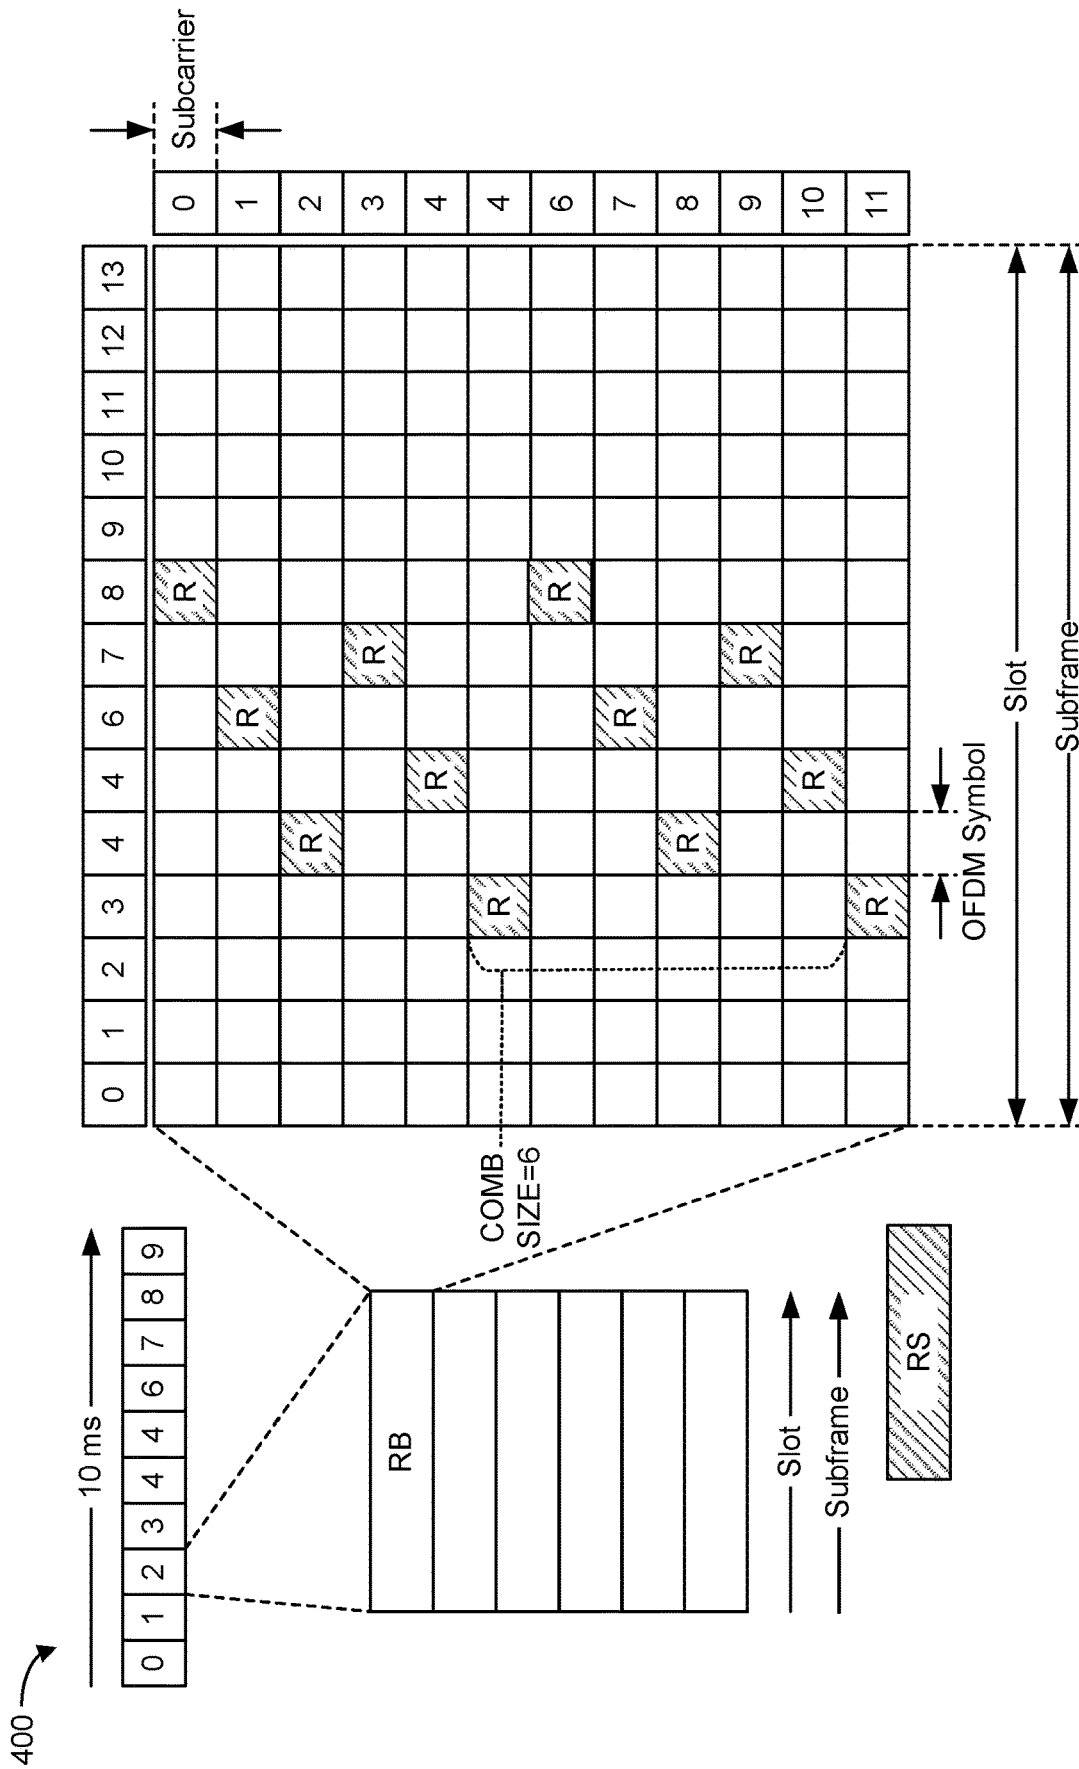 400
10 ms
0 1 2 3 4 4 6 7 8 9
RB
Slot
Subframe
RS
0 1 2 3 4 4 6 7 8 9 10 11 12 13
Subcarrier
0
1
2
3
4
4
6
7
8
9
10
11
R
R
R
R
R
R
R
R
R
R
R
R
COMB
SIZE=6
OFDM Symbol
Slot
Subframe